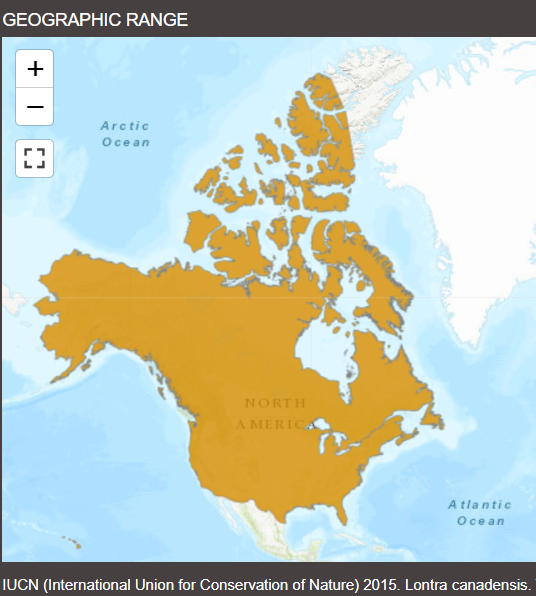 GEOGRAPHIC RANGE
+
−
Arctic
Ocean
NORTH
AMERICA
Atlantic
Ocean
IUCN (International Union for Conservation of Nature) 2015. Lontra canadensis.